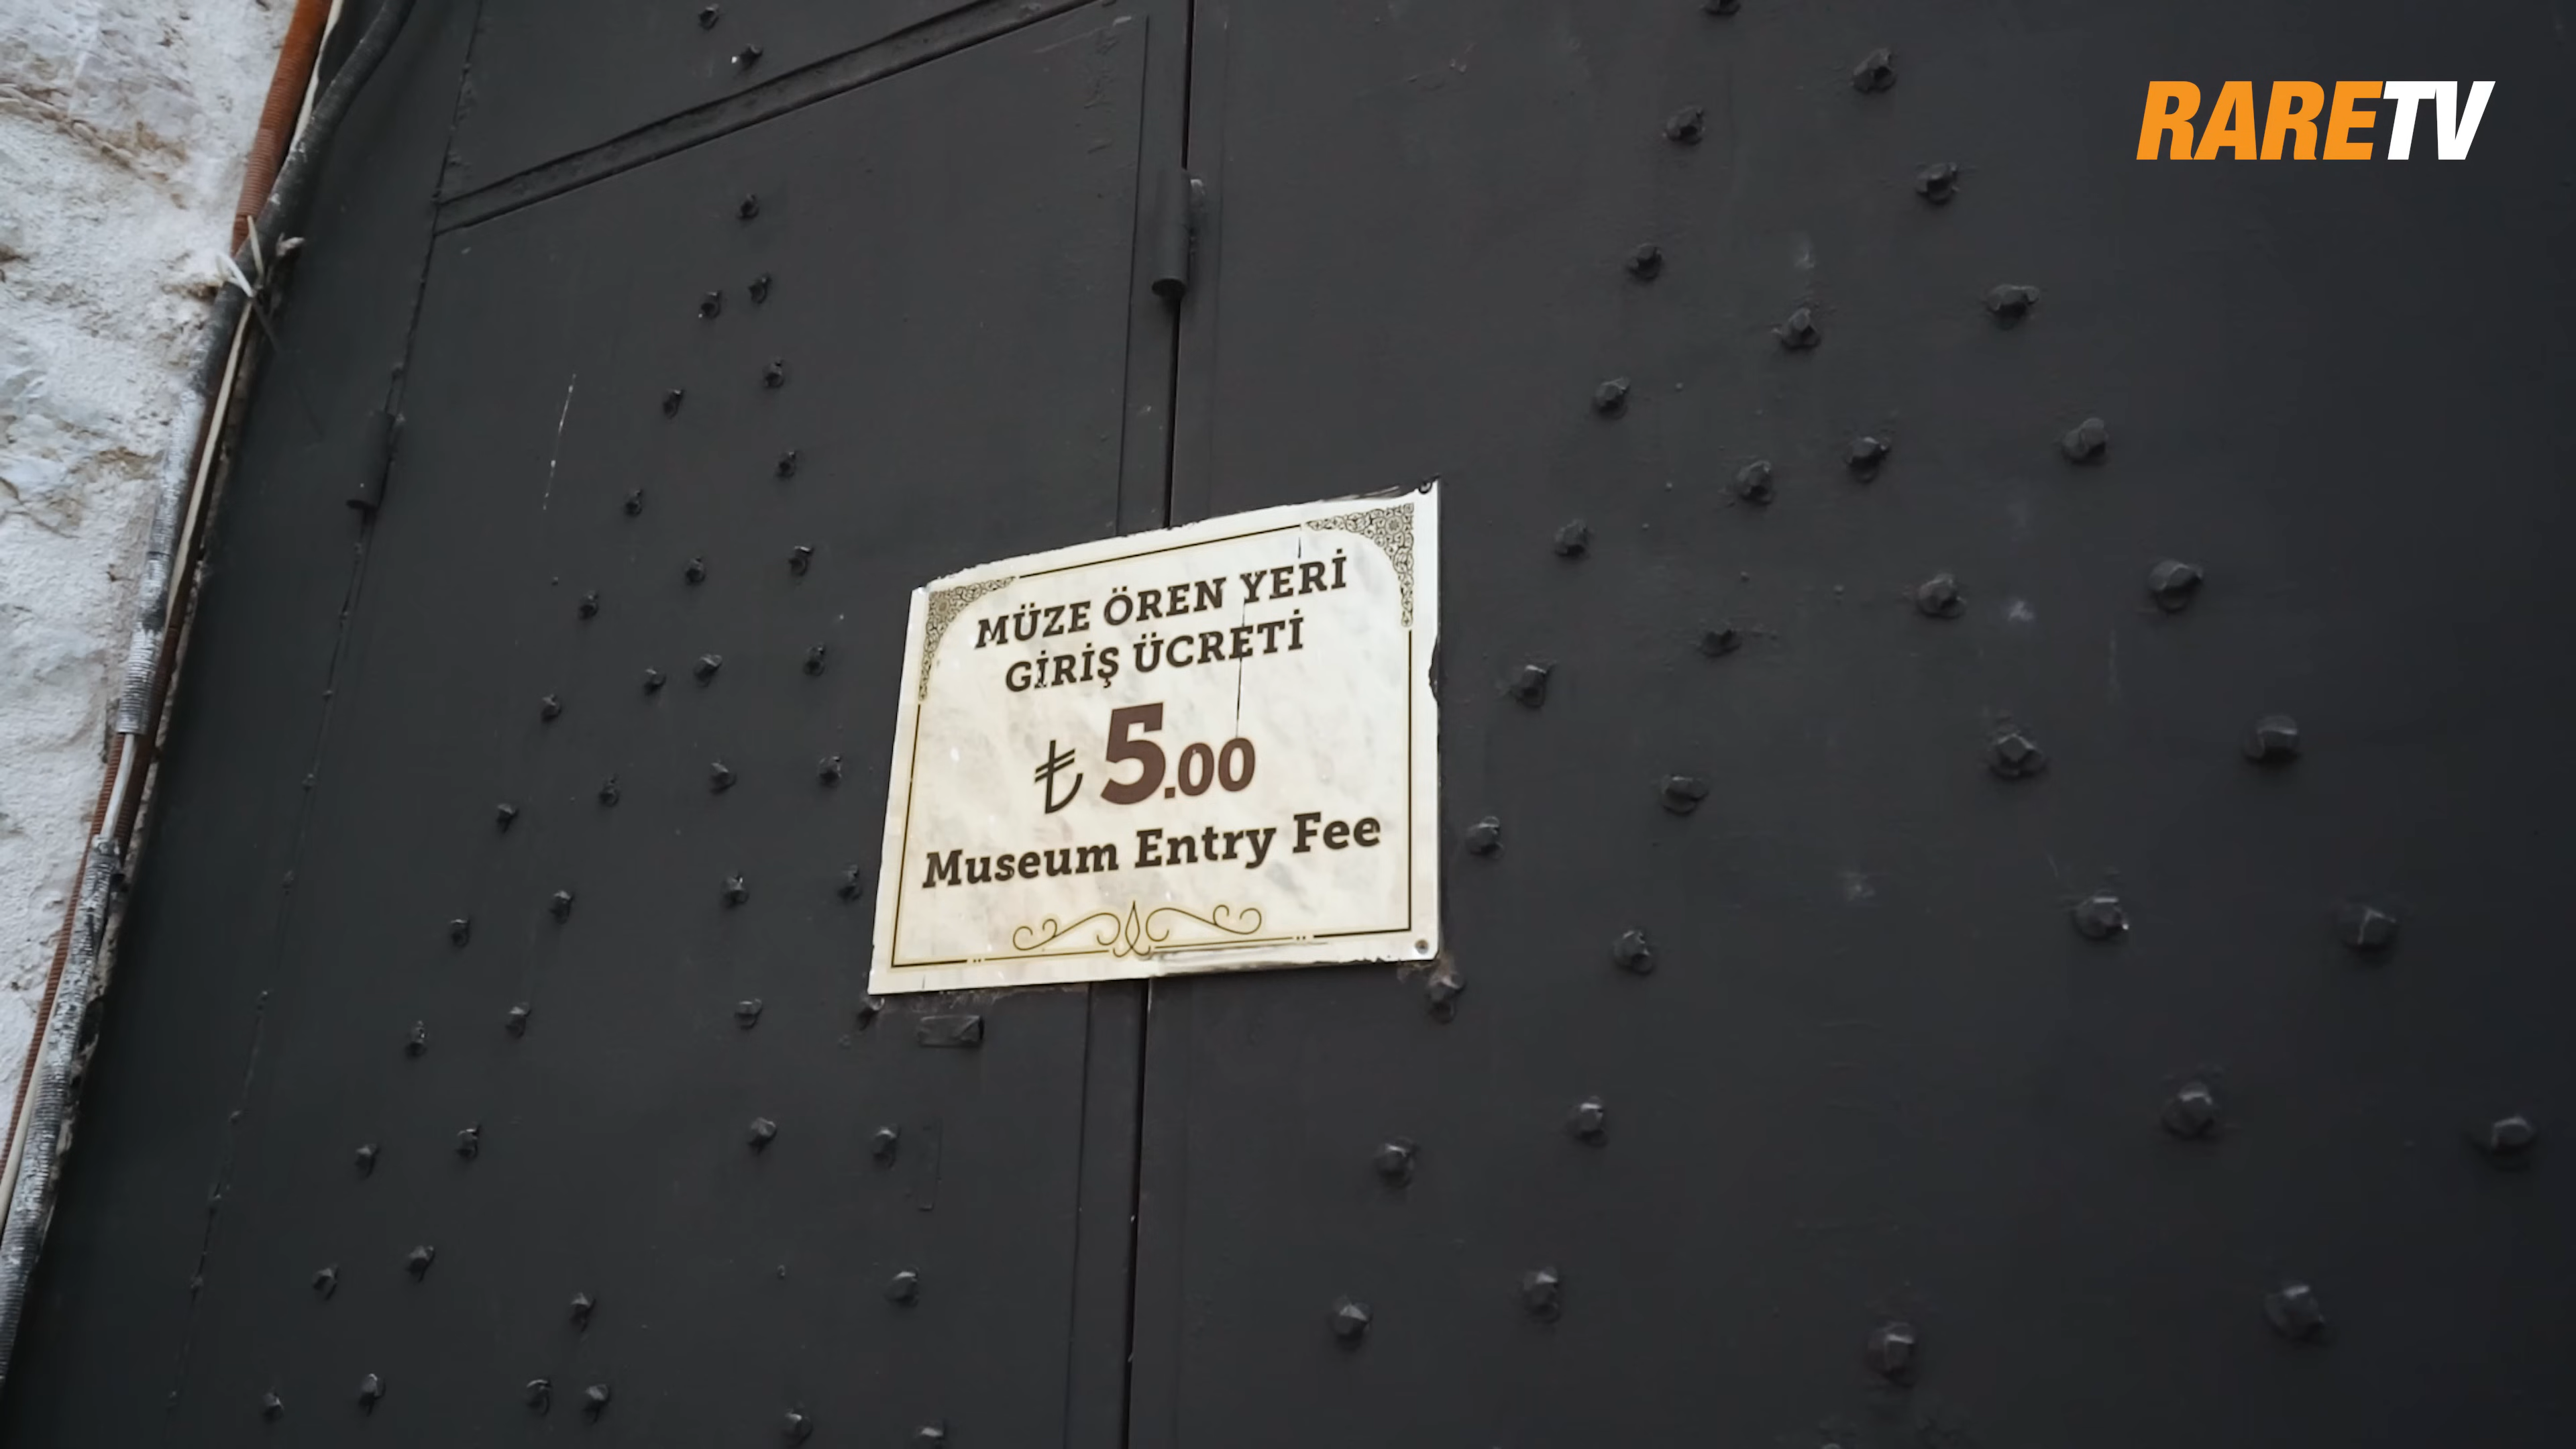 RARETV
MÜZE ÖREN YERİ
GİRİŞ ÜCRETİ
₺ 5.00
Museum Entry Fee